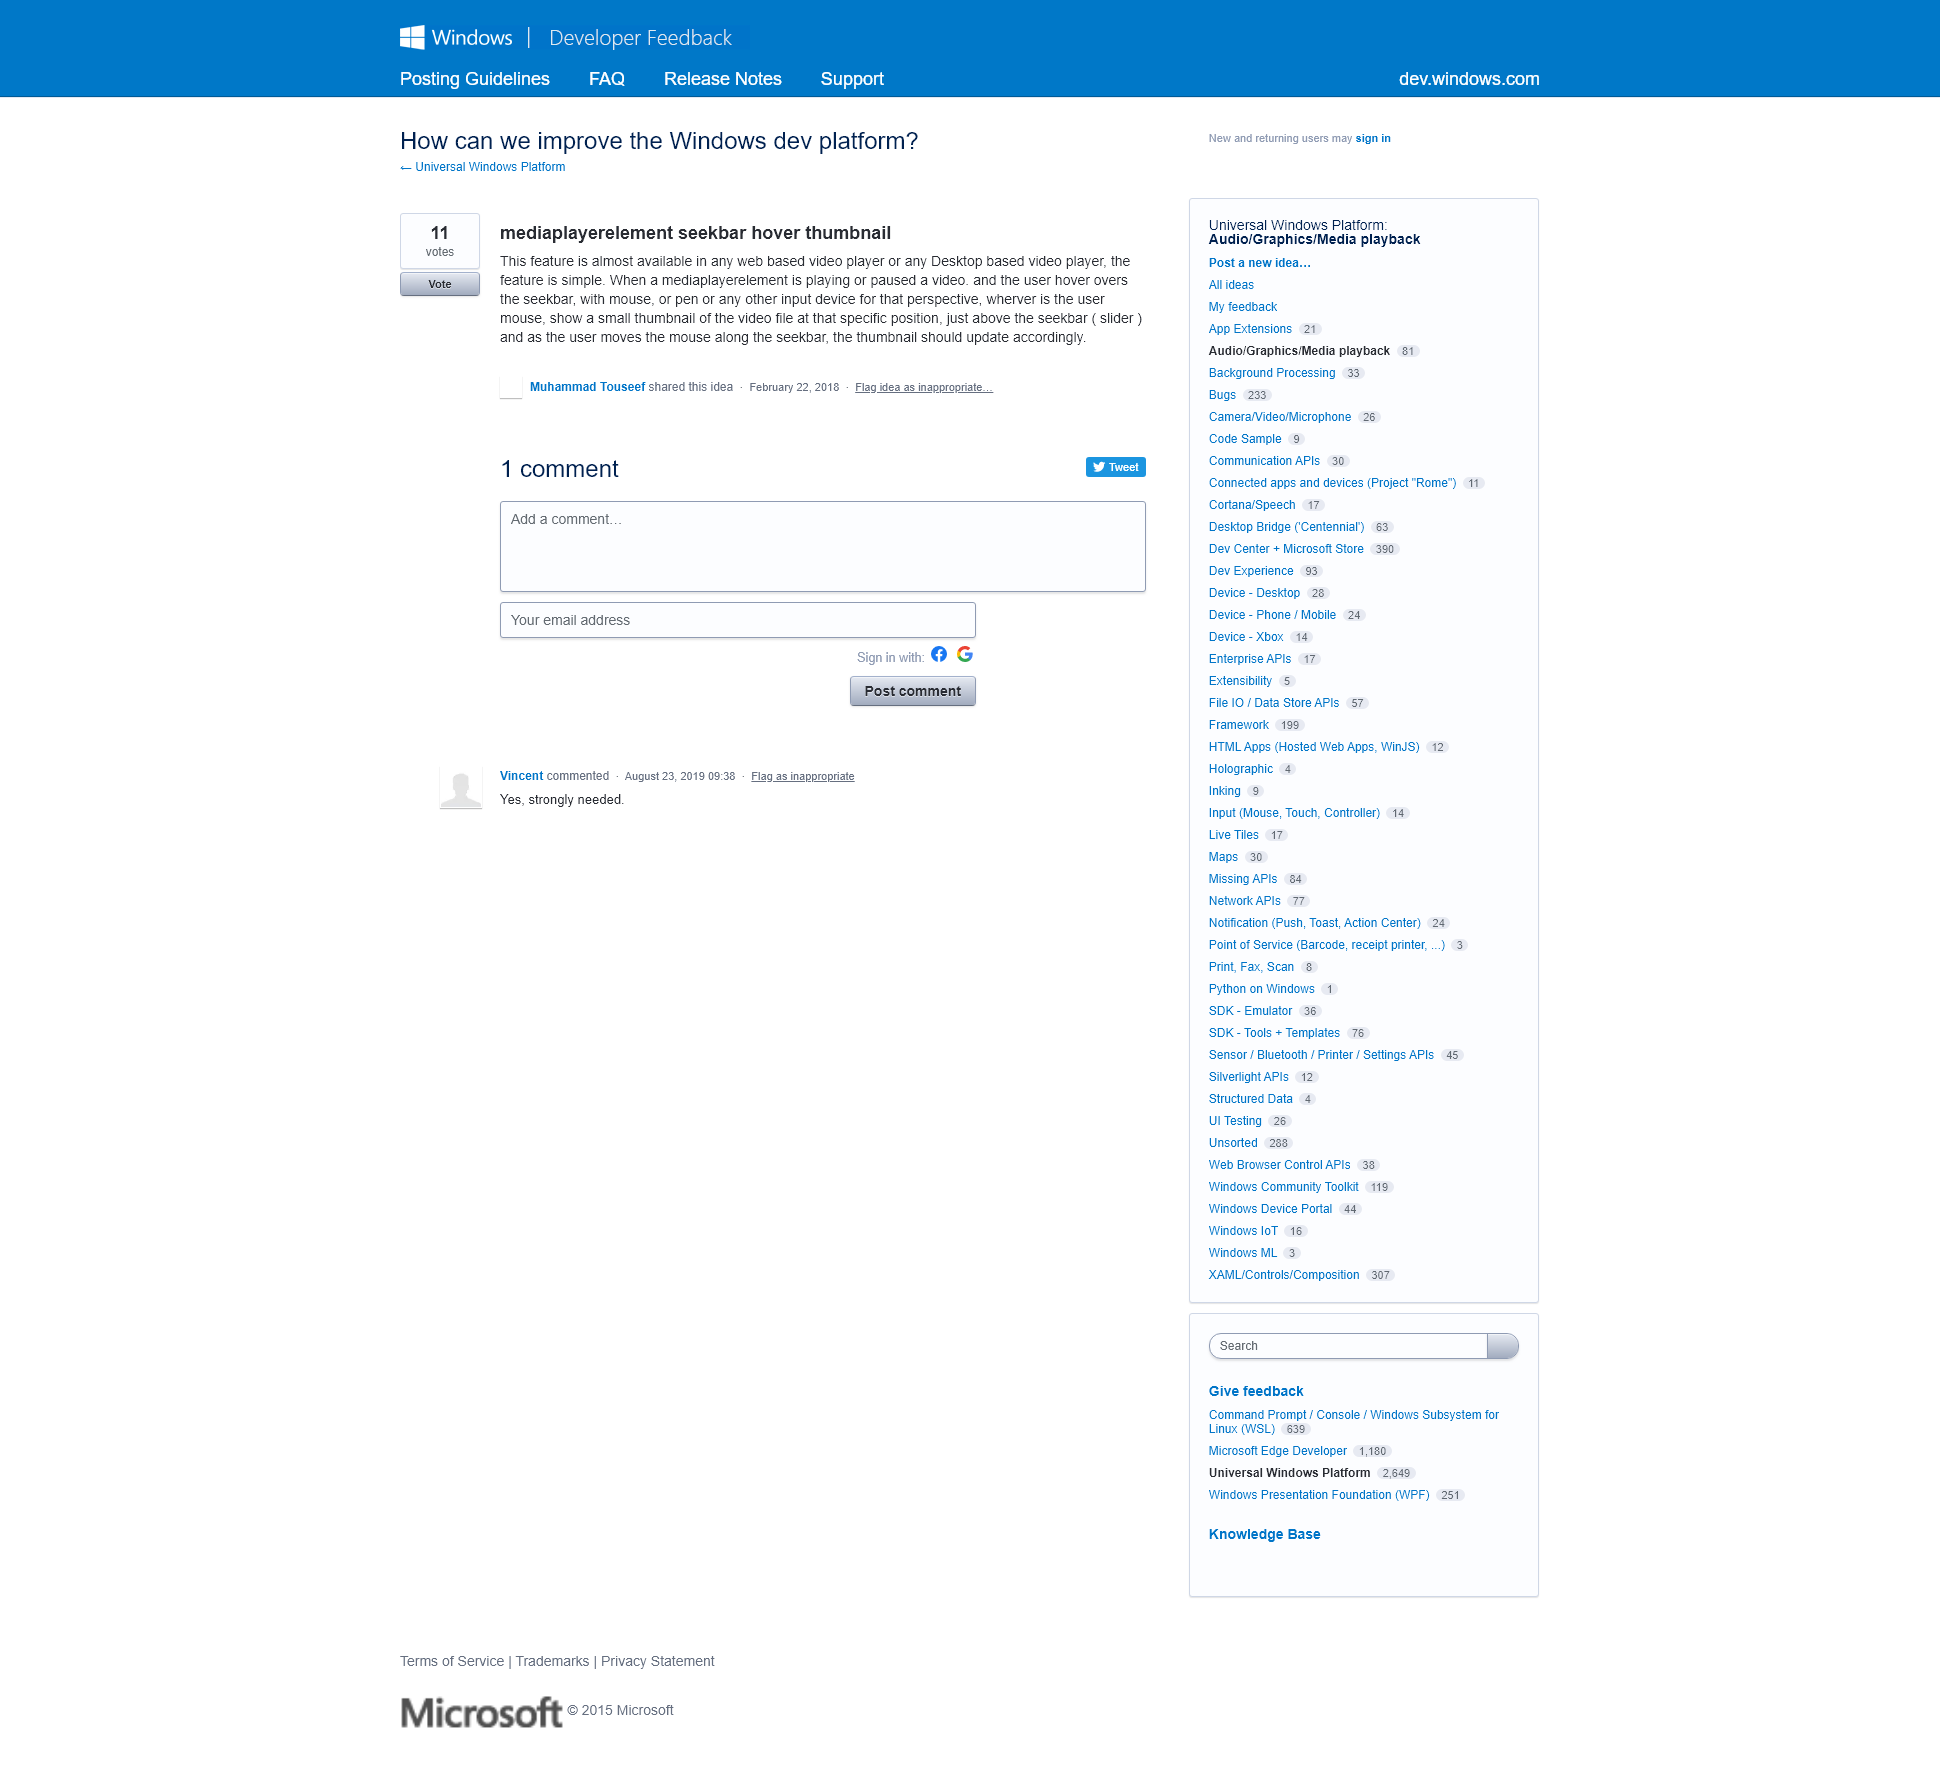 Windows | Developer Feedback
Posting Guidelines FAQ Release Notes Support dev.windows.com
How can we improve the Windows dev platform?
← Universal Windows Platform
New and returning users may sign in
11
votes
Vote
mediaplayerelement seekbar hover thumbnail
This feature is almost available in any web based video player or any Desktop based video player, the
feature is simple. When a mediaplayerelement is playing or paused a video. and the user hover overs
the seekbar, with mouse, or pen or any other input device for that perspective, wherver is the user
mouse, show a small thumbnail of the video file at that specific position, just above the seekbar ( slider )
and as the user moves the mouse along the seekbar, the thumbnail should update accordingly.
Muhammad Touseef shared this idea · February 22, 2018 · Flag idea as inappropriate…
1 comment
Tweet
Add a comment…
Your email address
Sign in with:
Post comment
Vincent commented · August 23, 2019 09:38 · Flag as inappropriate
Yes, strongly needed.
Universal Windows Platform:
Audio/Graphics/Media playback
Post a new idea…
All ideas
My feedback
App Extensions 21
Audio/Graphics/Media playback 81
Background Processing 33
Bugs 233
Camera/Video/Microphone 26
Code Sample 9
Communication APIs 30
Connected apps and devices (Project "Rome") 11
Cortana/Speech 17
Desktop Bridge ('Centennial') 63
Dev Center + Microsoft Store 390
Dev Experience 93
Device - Desktop 28
Device - Phone / Mobile 24
Device - Xbox 14
Enterprise APIs 17
Extensibility 5
File IO / Data Store APIs 57
Framework 199
HTML Apps (Hosted Web Apps, WinJS) 12
Holographic 4
Inking 9
Input (Mouse, Touch, Controller) 14
Live Tiles 17
Maps 30
Missing APIs 84
Network APIs 77
Notification (Push, Toast, Action Center) 24
Point of Service (Barcode, receipt printer, ...) 3
Print, Fax, Scan 8
Python on Windows 1
SDK - Emulator 36
SDK - Tools + Templates 76
Sensor / Bluetooth / Printer / Settings APIs 45
Silverlight APIs 12
Structured Data 4
UI Testing 26
Unsorted 288
Web Browser Control APIs 38
Windows Community Toolkit 119
Windows Device Portal 44
Windows IoT 16
Windows ML 3
XAML/Controls/Composition 307
Search
Give feedback
Command Prompt / Console / Windows Subsystem for
Linux (WSL) 639
Microsoft Edge Developer 1,180
Universal Windows Platform 2,649
Windows Presentation Foundation (WPF) 251
Knowledge Base
Terms of Service | Trademarks | Privacy Statement
Microsoft © 2015 Microsoft